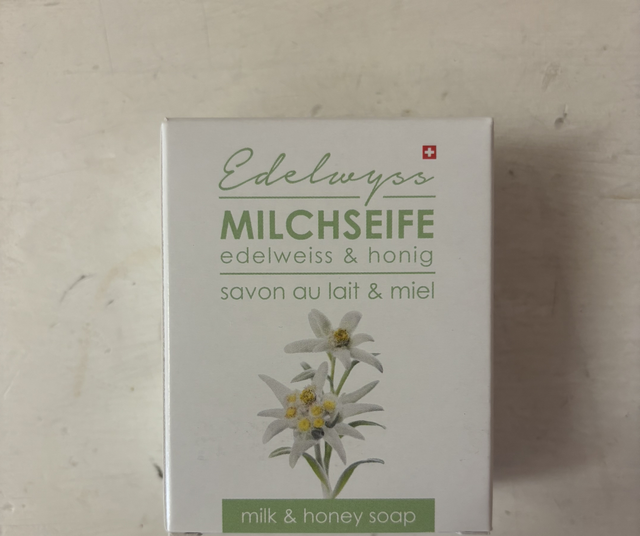 Edelwyss
MILCHSEIFE
edelweiss & honig
savon au lait & miel
milk & honey soap